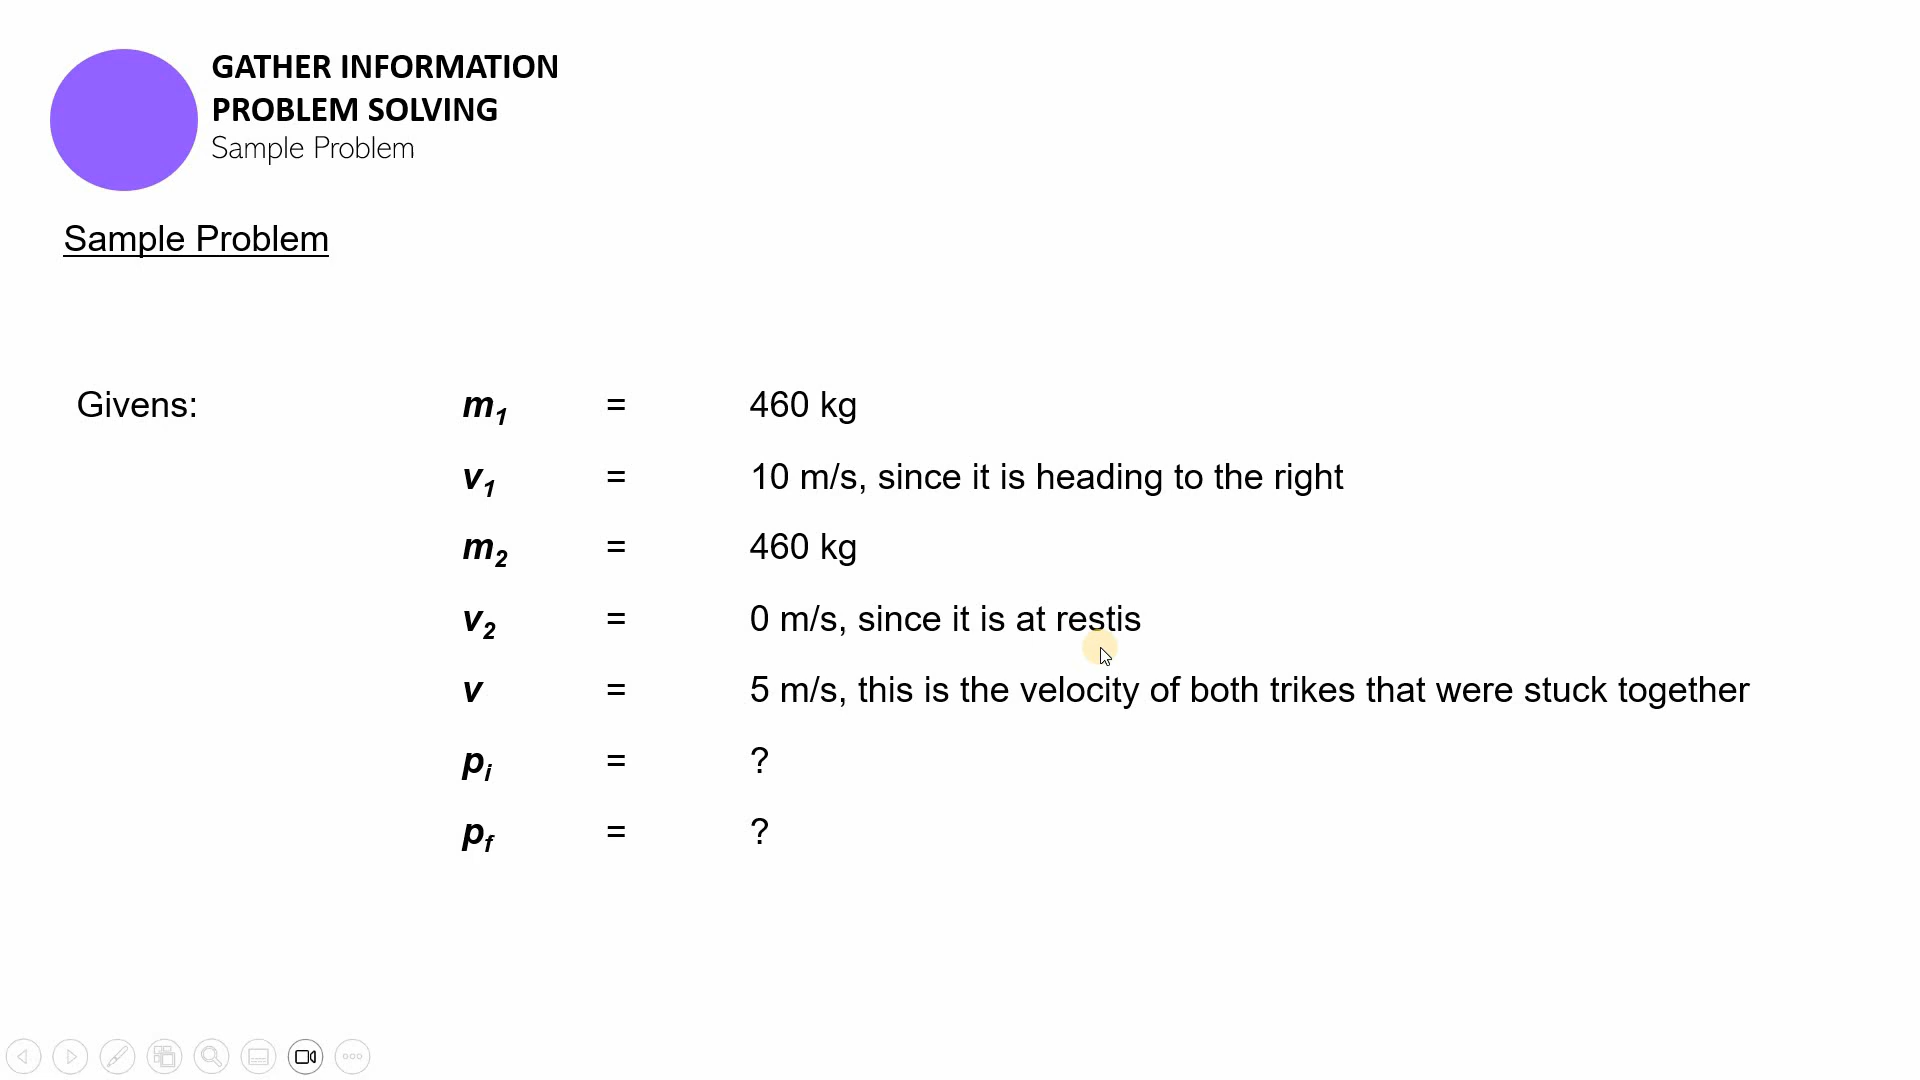 GATHER INFORMATION
PROBLEM SOLVING
Sample Problem
Sample Problem
Givens: m₁ = 460 kg
v₁ = 10 m/s, since it is heading to the right
m₂ = 460 kg
v₂ = 0 m/s, since it is at restis
v = 5 m/s, this is the velocity of both trikes that were stuck together
pᵢ = ?
p_f = ?